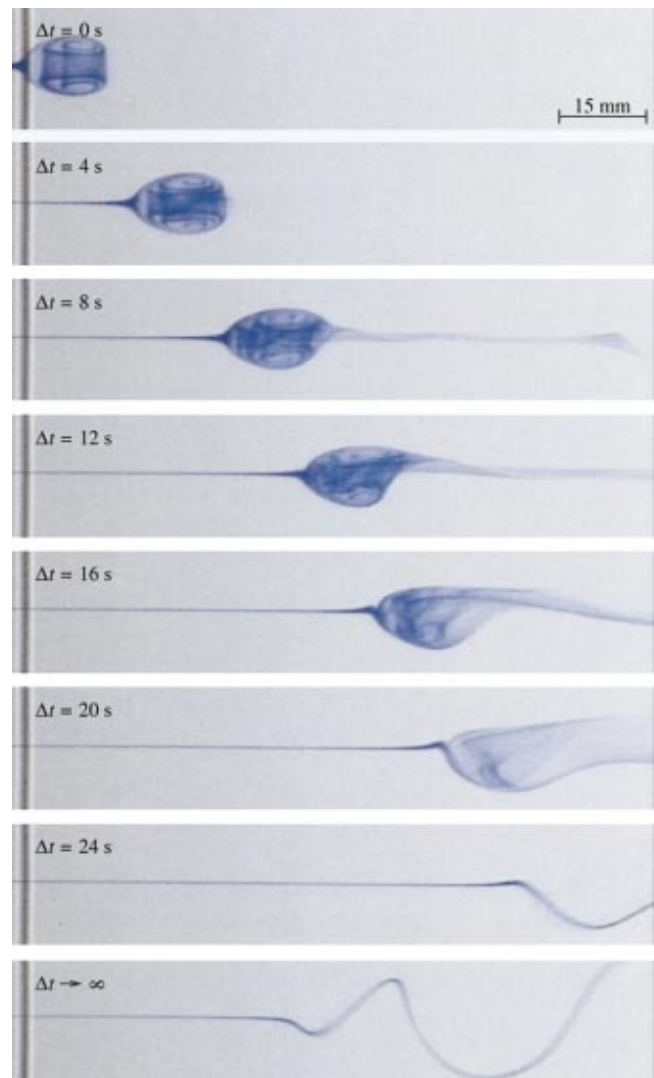 Δt = 0 s
15 mm
Δt = 4 s
Δt = 8 s
Δt = 12 s
Δt = 16 s
Δt = 20 s
Δt = 24 s
Δt → ∞